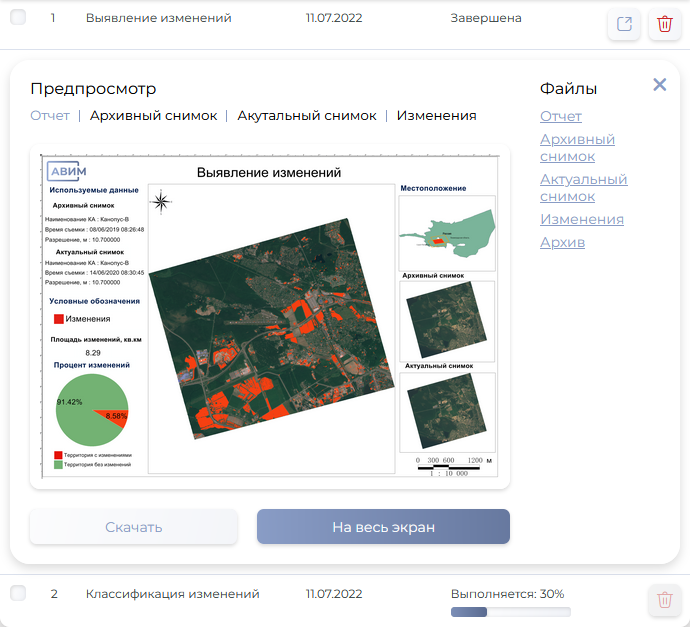 1 Выявление изменений 11.07.2022 Завершена
Предпросмотр
Отчет | Архивный снимок | Акутальный снимок | Изменения
АВИМ
Выявление изменений
Используемые данные
Архивный снимок
Наименование КА : Канопус-В
Время съемки : 08/06/2019 08:26:48
Разрешение, м : 10.700000
Актуальный снимок
Наименование КА : Канопус-В
Время съемки : 14/06/2020 08:30:45
Разрешение, м : 10.700000
Условные обозначения
Изменения
Площадь изменений, кв.км
8.29
Процент изменений
91.42%
8.58%
Территория с изменениями
Территория без изменений
Местоположение
Архивный снимок
Актуальный снимок
0 300 600 1200 м
1 : 10 000
Скачать
На весь экран
Файлы
Отчет
Архивный
снимок
Актуальный
снимок
Изменения
Архив
2 Классификация изменений 11.07.2022 Выполняется: 30%